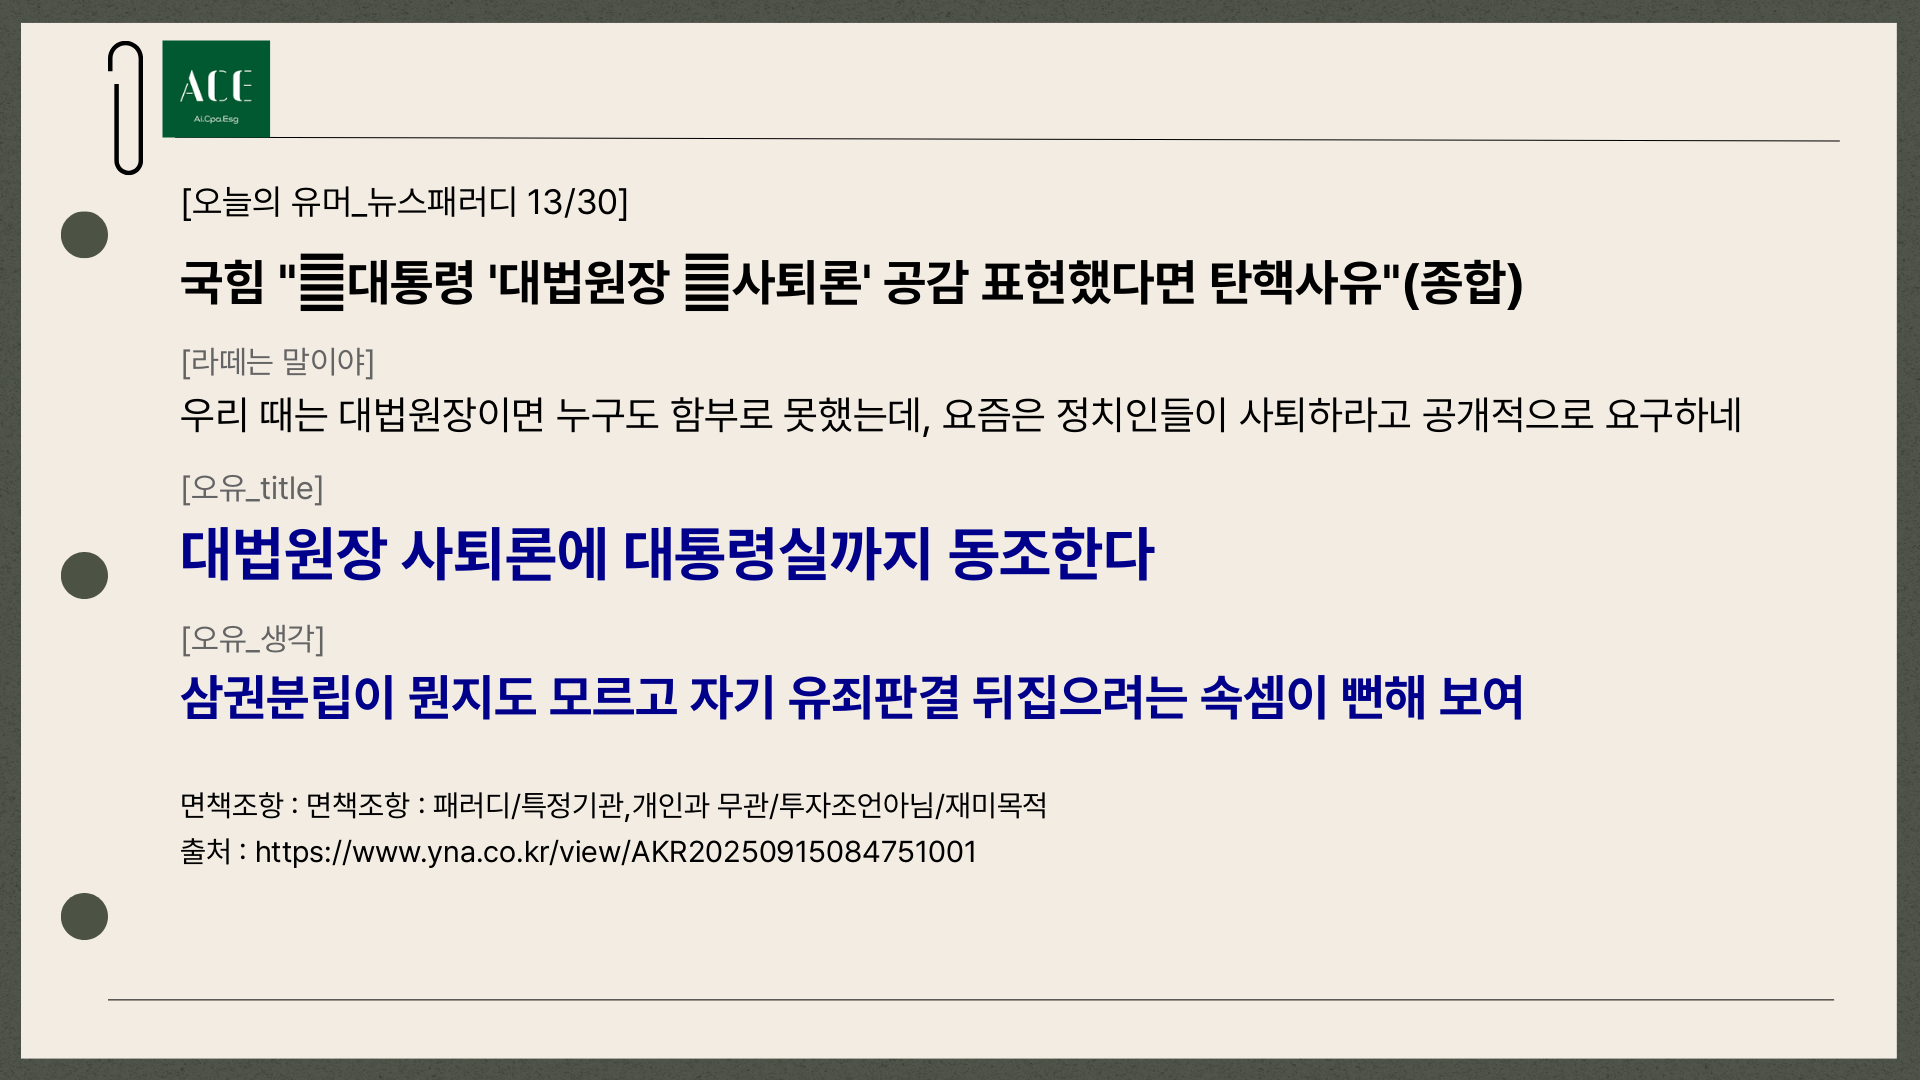 ACE
Ai.Cpa.Esg
[오늘의 유머_뉴스패러디 13/30]
국힘 "䷀대통령 '대법원장 ䷀사퇴론' 공감 표현했다면 탄핵사유"(종합)
[라떼는 말이야]
우리 때는 대법원장이면 누구도 함부로 못했는데, 요즘은 정치인들이 사퇴하라고 공개적으로 요구하네
[오유_title]
대법원장 사퇴론에 대통령실까지 동조한다
[오유_생각]
삼권분립이 뭔지도 모르고 자기 유죄판결 뒤집으려는 속셈이 뻔해 보여
면책조항 : 면책조항 : 패러디/특정기관,개인과 무관/투자조언아님/재미목적
출처 : https://www.yna.co.kr/view/AKR20250915084751001